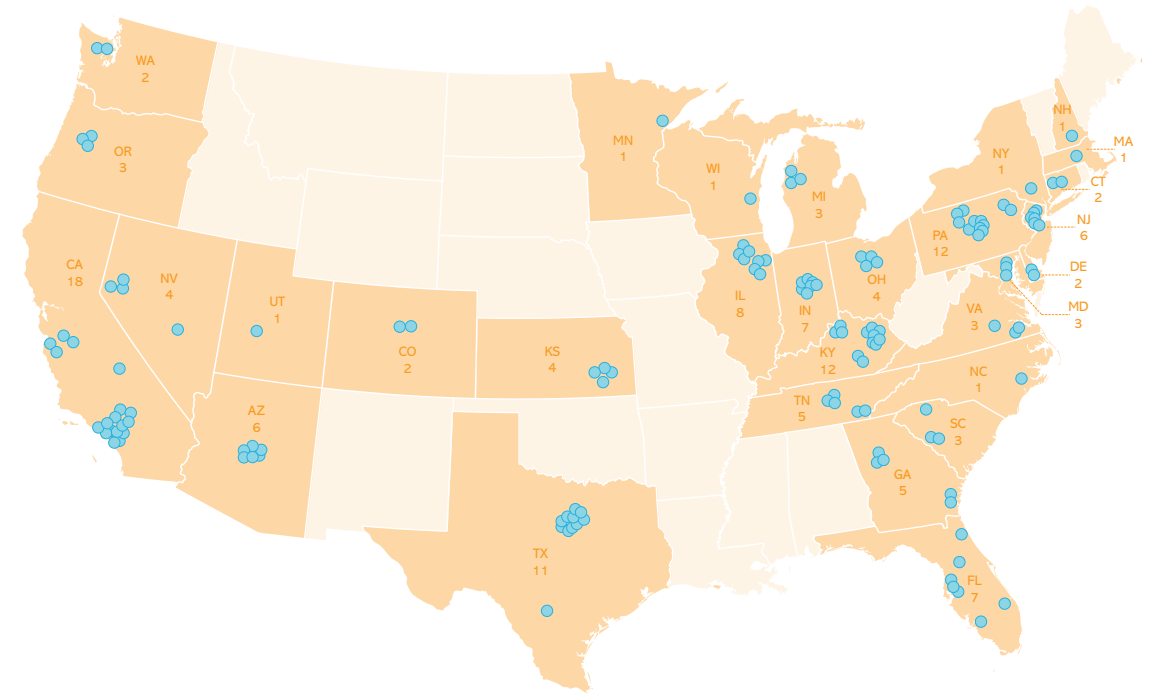 WA
2
OR
3
CA
18
NV
4
UT
1
AZ
6
CO
2
KS
4
TX
11
MN
1
WI
1
IL
8
MI
3
IN
7
OH
4
KY
12
TN
5
GA
5
FL
7
SC
3
NC
1
VA
3
PA
12
NY
1
NH
1
MA
1
CT
2
NJ
6
DE
2
MD
3